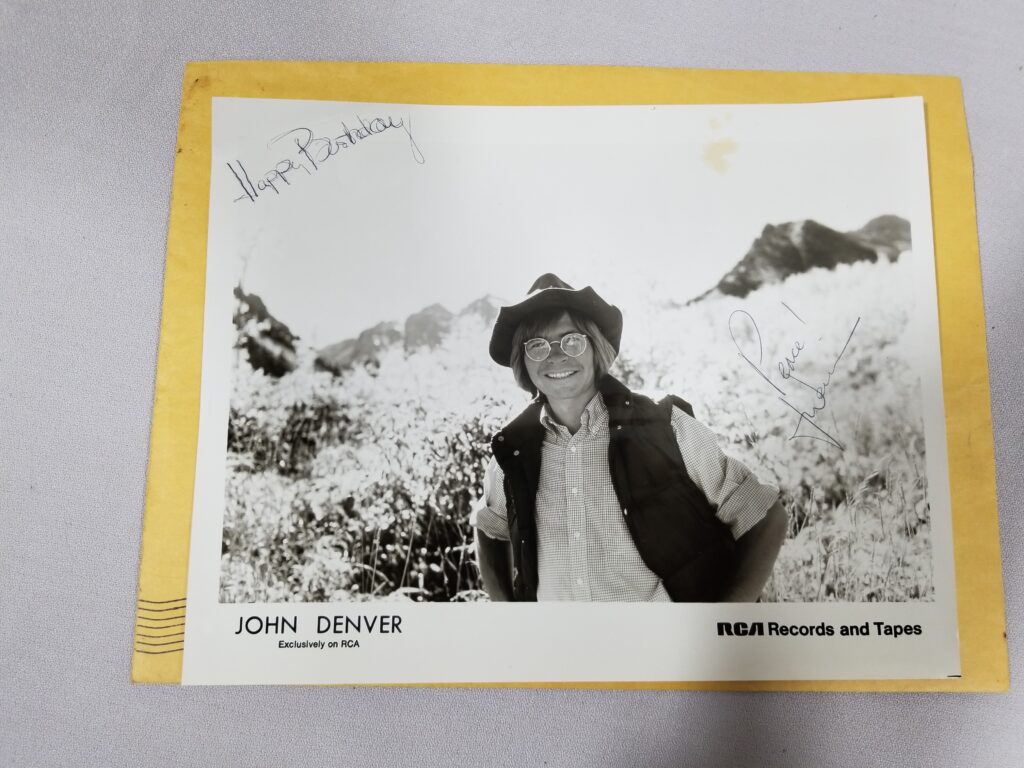 Happy Birthday
Peace!
JOHN DENVER
Exclusively on RCA
RCA Records and Tapes